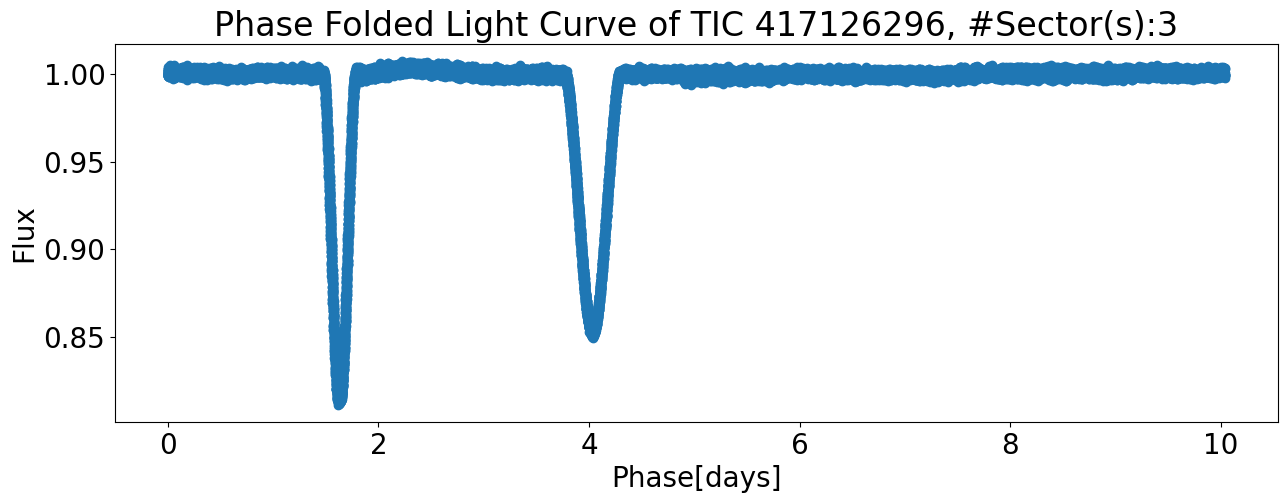 Phase Folded Light Curve of TIC 417126296, #Sector(s):3
1.00
0.95
0.90
0.85
Flux
0 2 4 6 8 10
Phase[days]